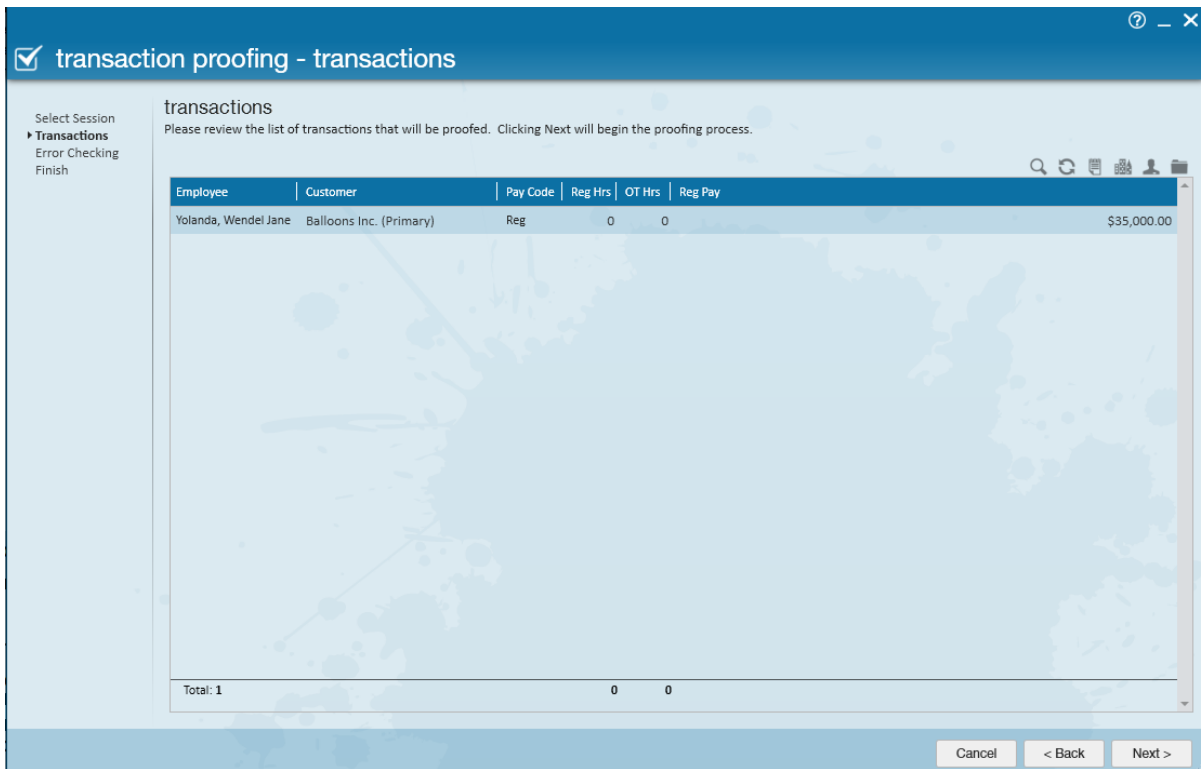 transaction proofing - transactions
Select Session
Transactions
Error Checking
Finish
transactions
Please review the list of transactions that will be proofed. Clicking Next will begin the proofing process.
Employee Customer Pay Code Reg Hrs OT Hrs Reg Pay
Yolanda, Wendel Jane Balloons Inc. (Primary) Reg 0 0 $35,000.00
Total: 1 0 0
Cancel < Back Next >